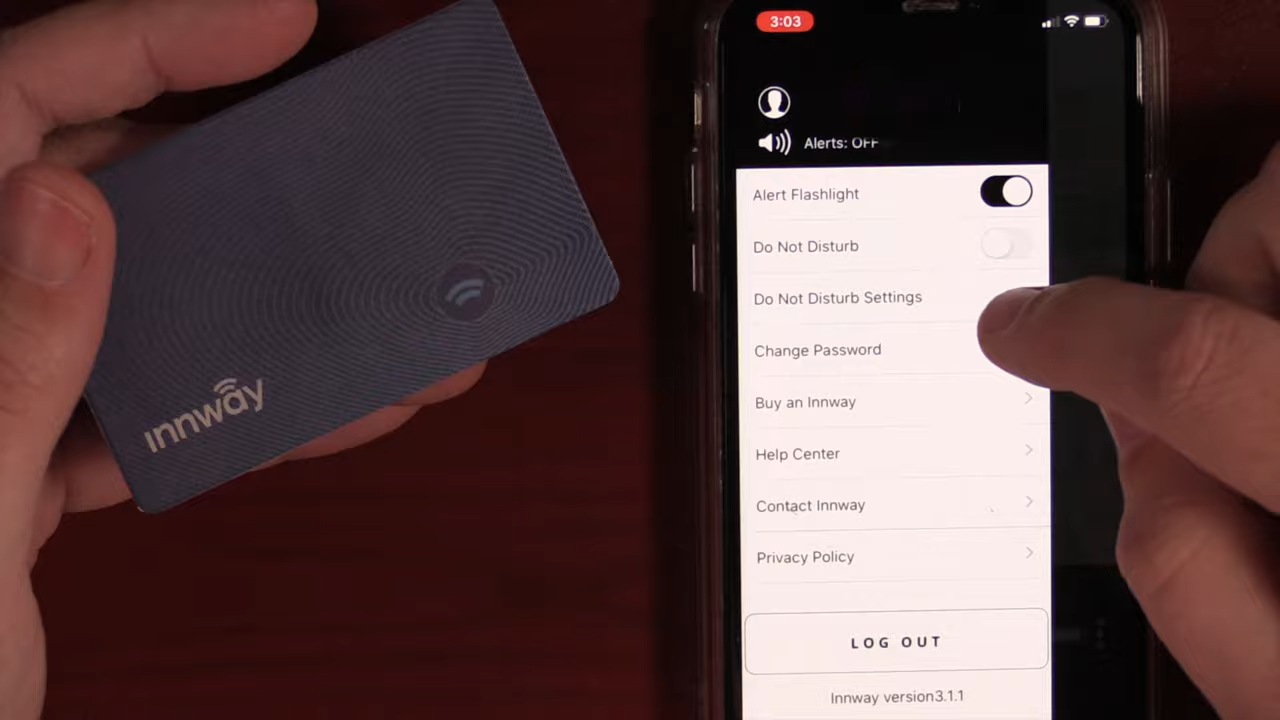 ınnway
3:03
Alerts: OFF
Alert Flashlight
Do Not Disturb
Do Not Disturb Settings
Change Password
Buy an Innway
Help Center
Contact Innway
Privacy Policy
LOG OUT
Innway version3.1.1